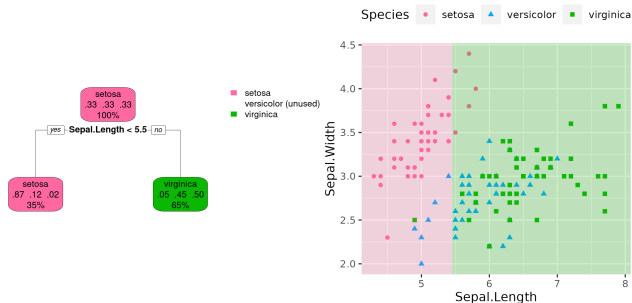 setosa
.33 .33 .33
100%
yes Sepal.Length < 5.5 no
setosa
.87 .12 .02
35%
virginica
.05 .45 .50
65%
setosa
versicolor (unused)
virginica
Species setosa versicolor virginica
4.5
4.0
3.5
3.0
2.5
2.0
Sepal.Width
5 6 7 8
Sepal.Length